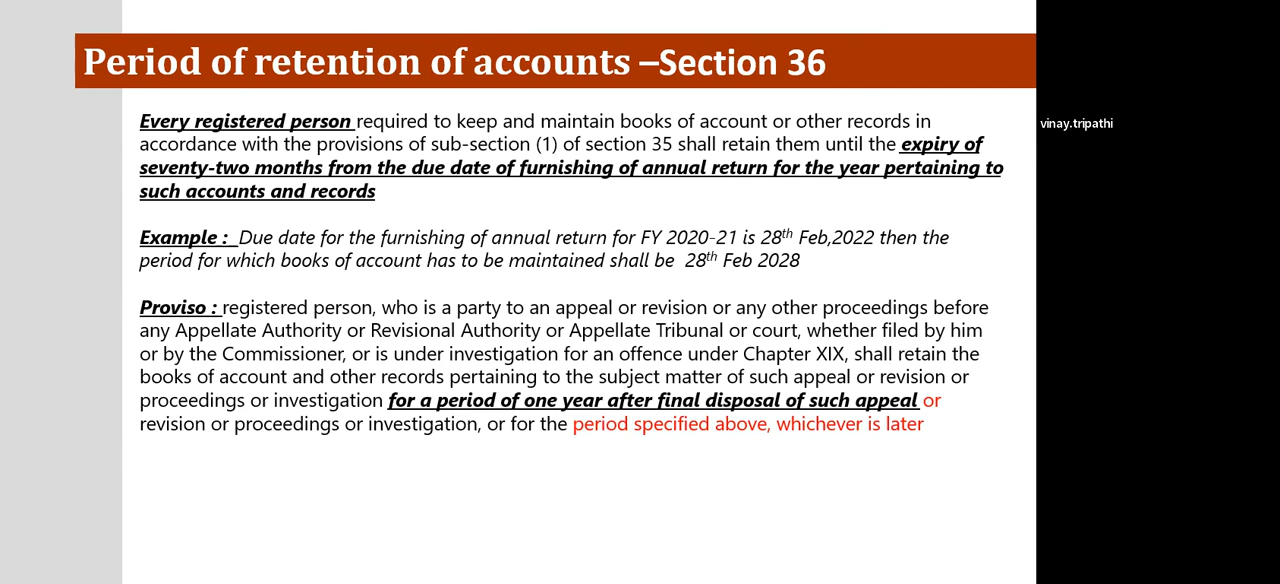 Period of retention of accounts –Section 36
Every registered person required to keep and maintain books of account or other records in
accordance with the provisions of sub-section (1) of section 35 shall retain them until the expiry of
seventy-two months from the due date of furnishing of annual return for the year pertaining to
such accounts and records
Example : Due date for the furnishing of annual return for FY 2020-21 is 28th Feb,2022 then the
period for which books of account has to be maintained shall be 28th Feb 2028
Proviso : registered person, who is a party to an appeal or revision or any other proceedings before
any Appellate Authority or Revisional Authority or Appellate Tribunal or court, whether filed by him
or by the Commissioner, or is under investigation for an offence under Chapter XIX, shall retain the
books of account and other records pertaining to the subject matter of such appeal or revision or
proceedings or investigation for a period of one year after final disposal of such appeal or
revision or proceedings or investigation, or for the period specified above, whichever is later
vinay.tripathi